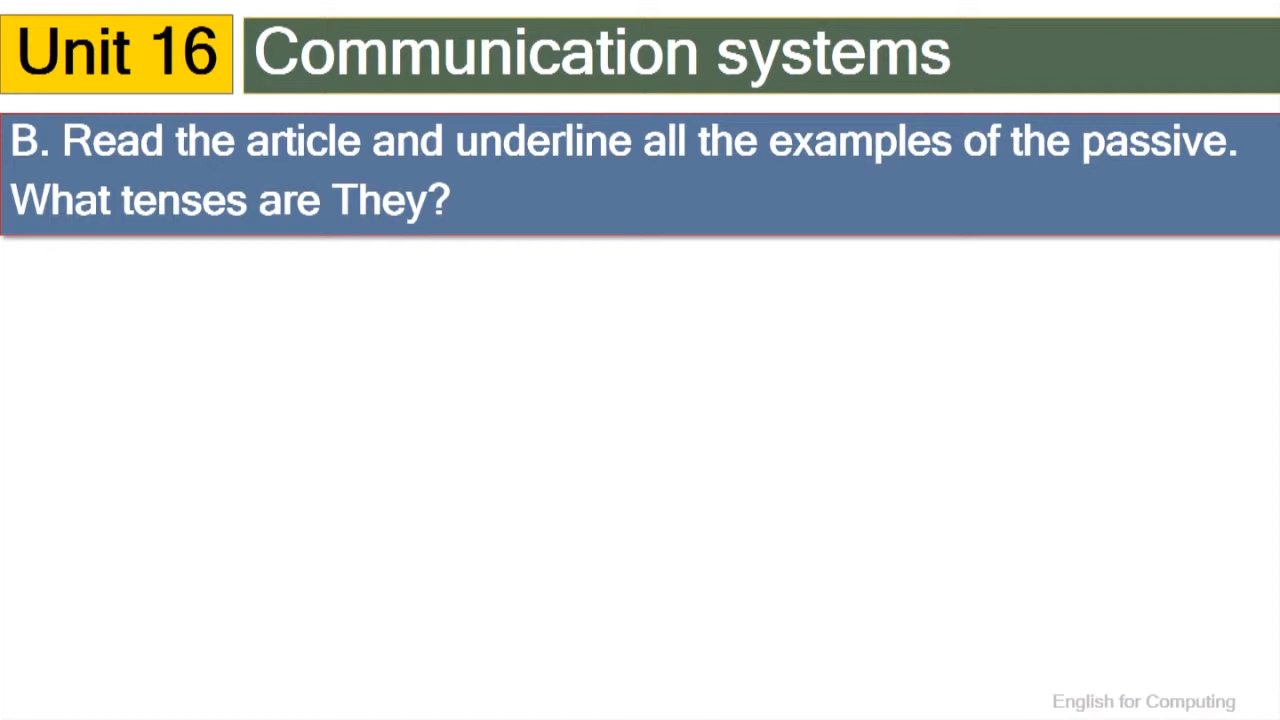 Unit 16
Communication systems
B. Read the article and underline all the examples of the passive.
What tenses are They?
English for Computing